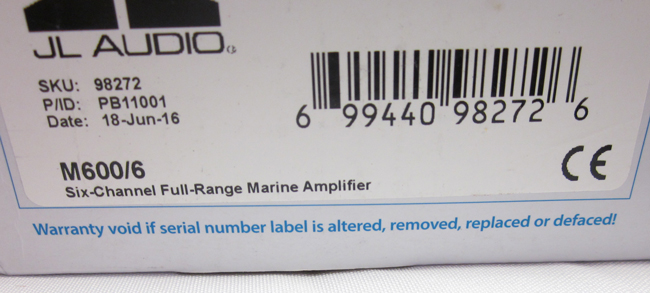 JL AUDIO®
SKU: 98272
P/ID: PB11001
Date: 18-Jun-16
6 99440 98272 6
M600/6
CE
Six-Channel Full-Range Marine Amplifier
Warranty void if serial number label is altered, removed, replaced or defaced!